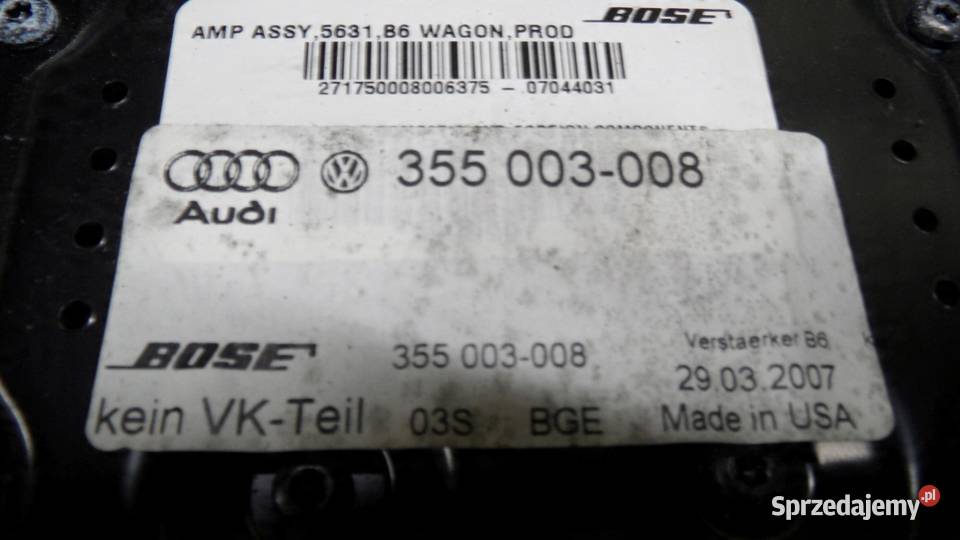 BOSE
AMP ASSY,5631,B6 WAGON,PROD
271750008006375 - 07044031
355 003-008
Audi
BOSE 355 003-008 Verstaerker B6
29.03.2007
kein VK-Teil 03S BGE Made in USA
Sprzedajemy.pl